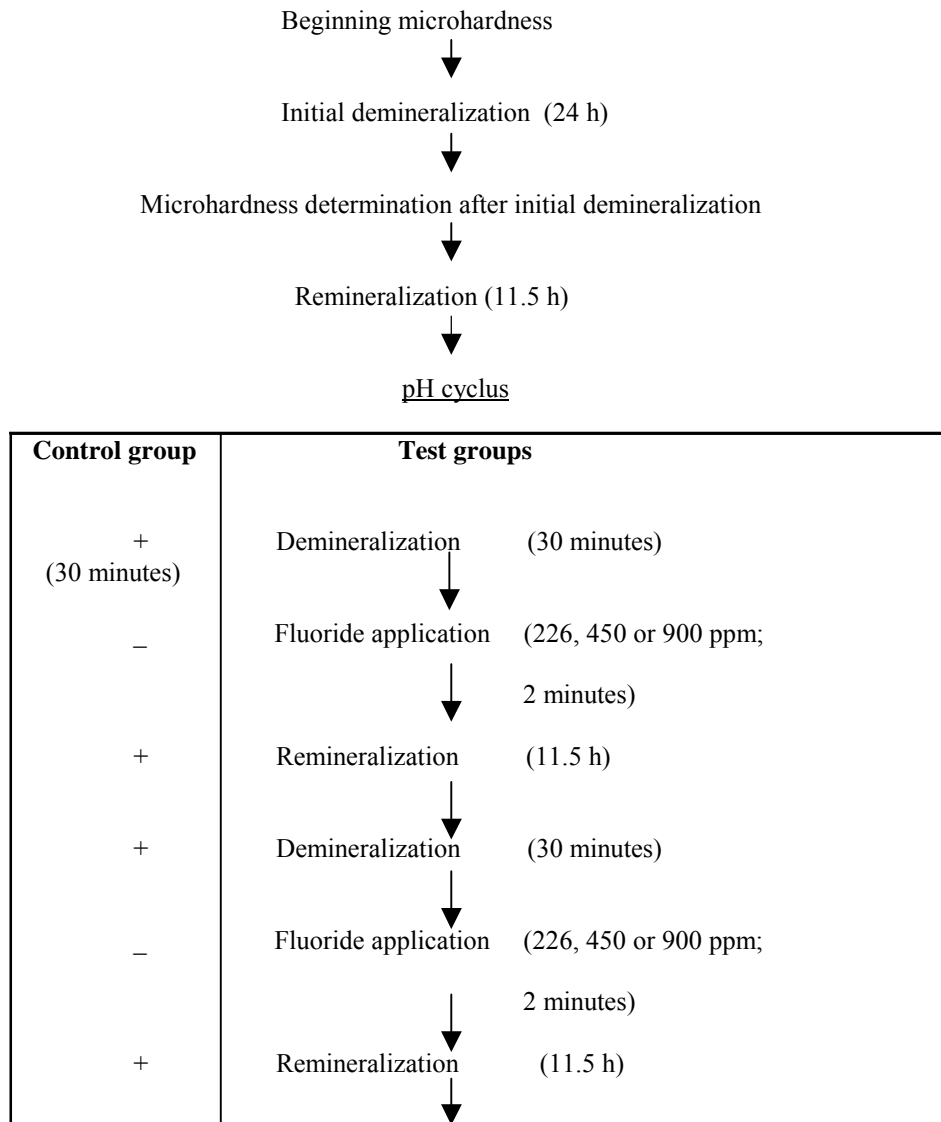 Beginning microhardness
Initial demineralization (24 h)
Microhardness determination after initial demineralization
Remineralization (11.5 h)
pH cyclus
Control group Test groups
+ Demineralization (30 minutes)
(30 minutes)
– Fluoride application (226, 450 or 900 ppm;
2 minutes)
+ Remineralization (11.5 h)
+ Demineralization (30 minutes)
– Fluoride application (226, 450 or 900 ppm;
2 minutes)
+ Remineralization (11.5 h)